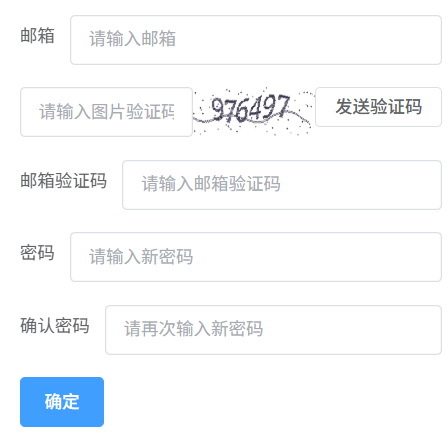 邮箱 请输入邮箱
请输入图片验证码 976497 发送验证码
邮箱验证码 请输入邮箱验证码
密码 请输入新密码
确认密码 请再次输入新密码
确定